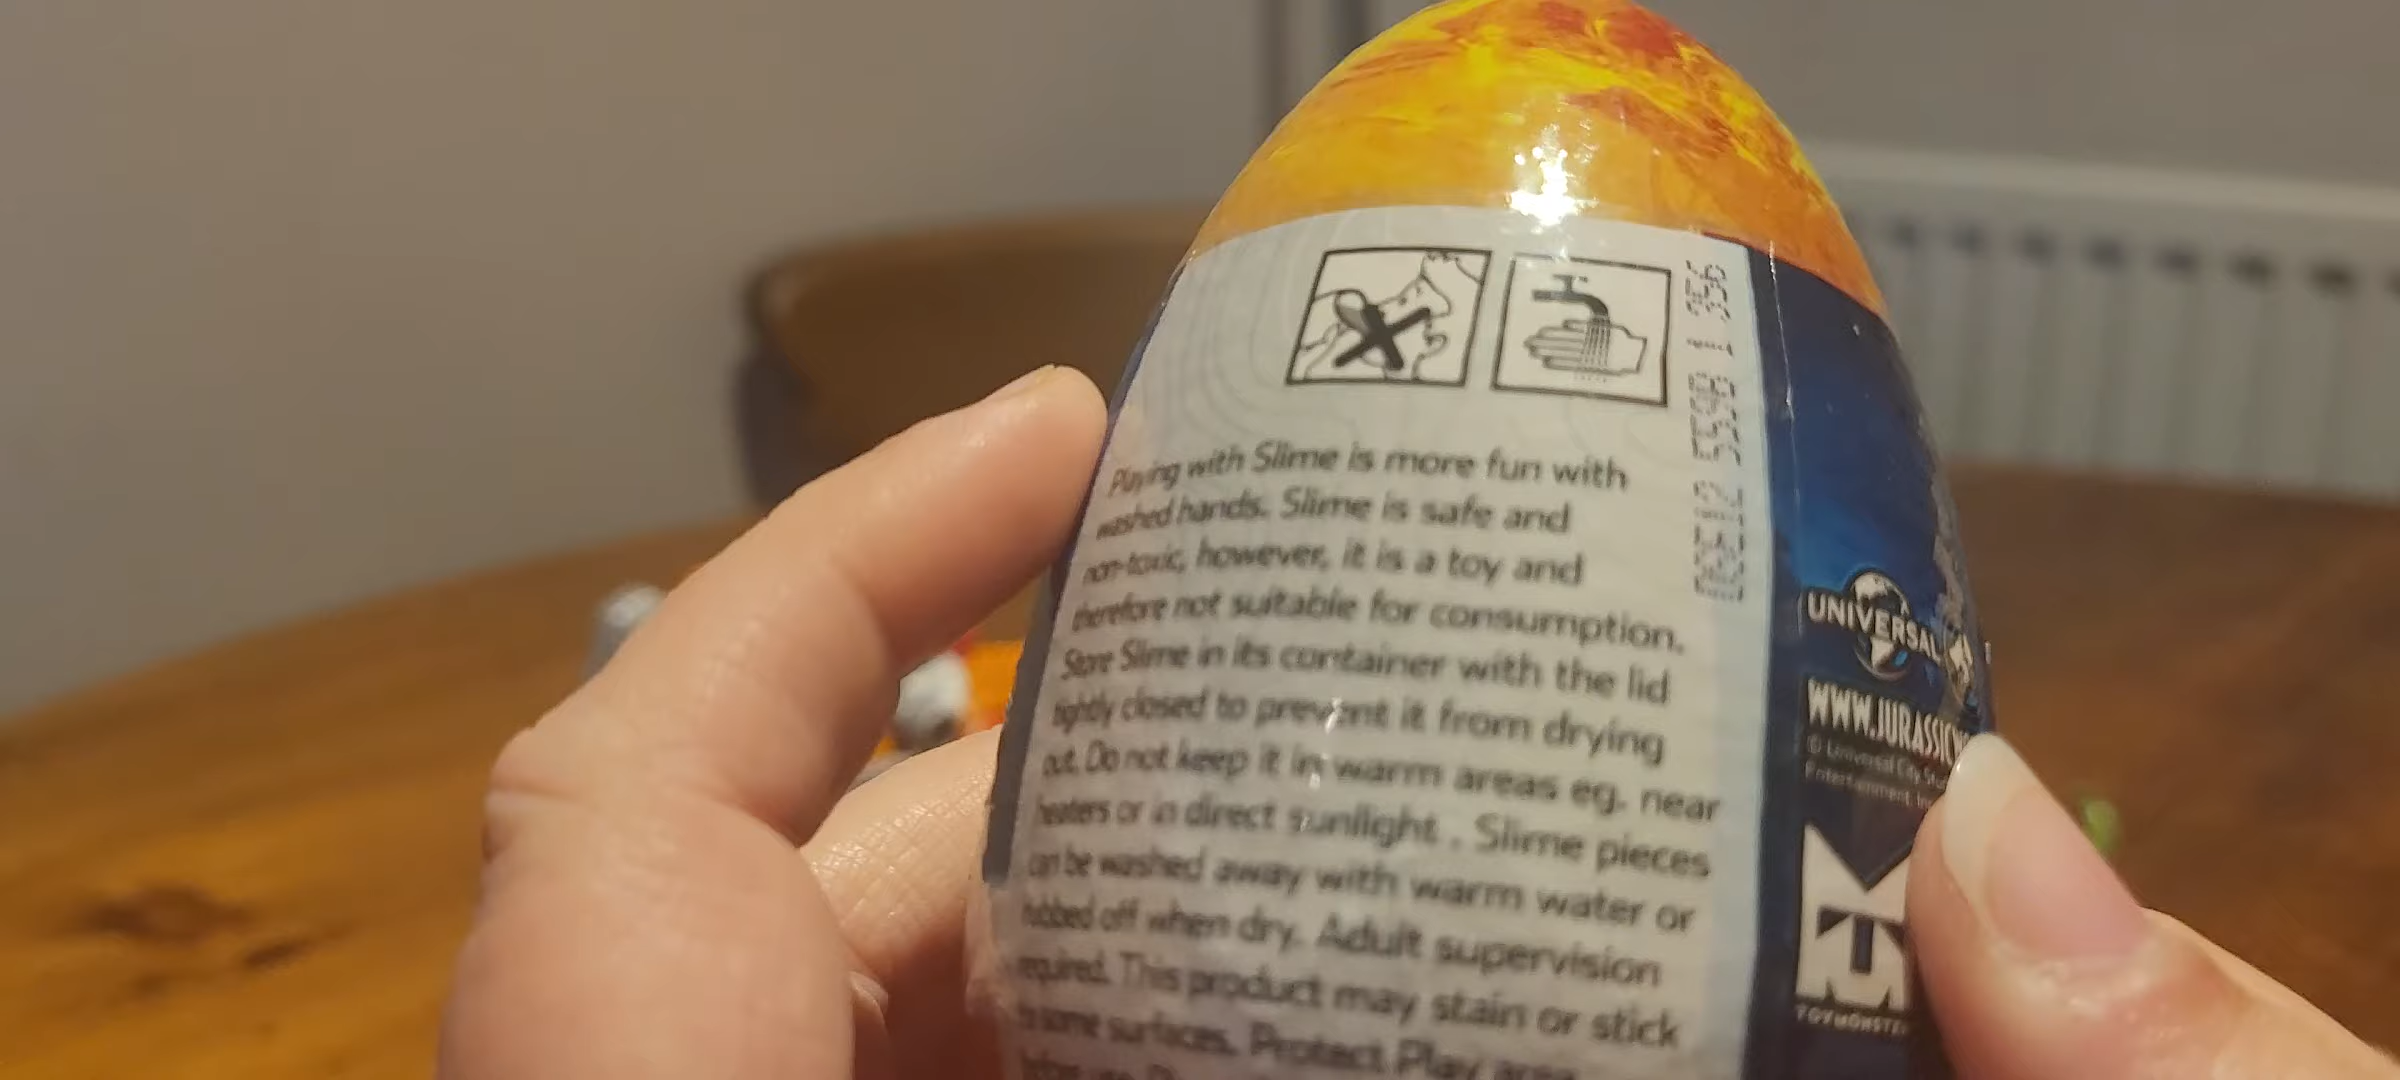 Playing with Slime is more fun with
washed hands. Slime is safe and
non-toxic, however, it is a toy and
therefore not suitable for consumption.
Store Slime in its container with the lid
tightly closed to prevent it from drying
out. Do not keep it in warm areas eg. near
heaters or in direct sunlight . Slime pieces
can be washed away with warm water or
rubbed off when dry. Adult supervision
required. This product may stain or stick
to some surfaces. Protect Play area
before use.
UNIVERSAL
WWW.JURASSICW
© Universal City Stu
Entertainment, Inc
TOYMONSTER